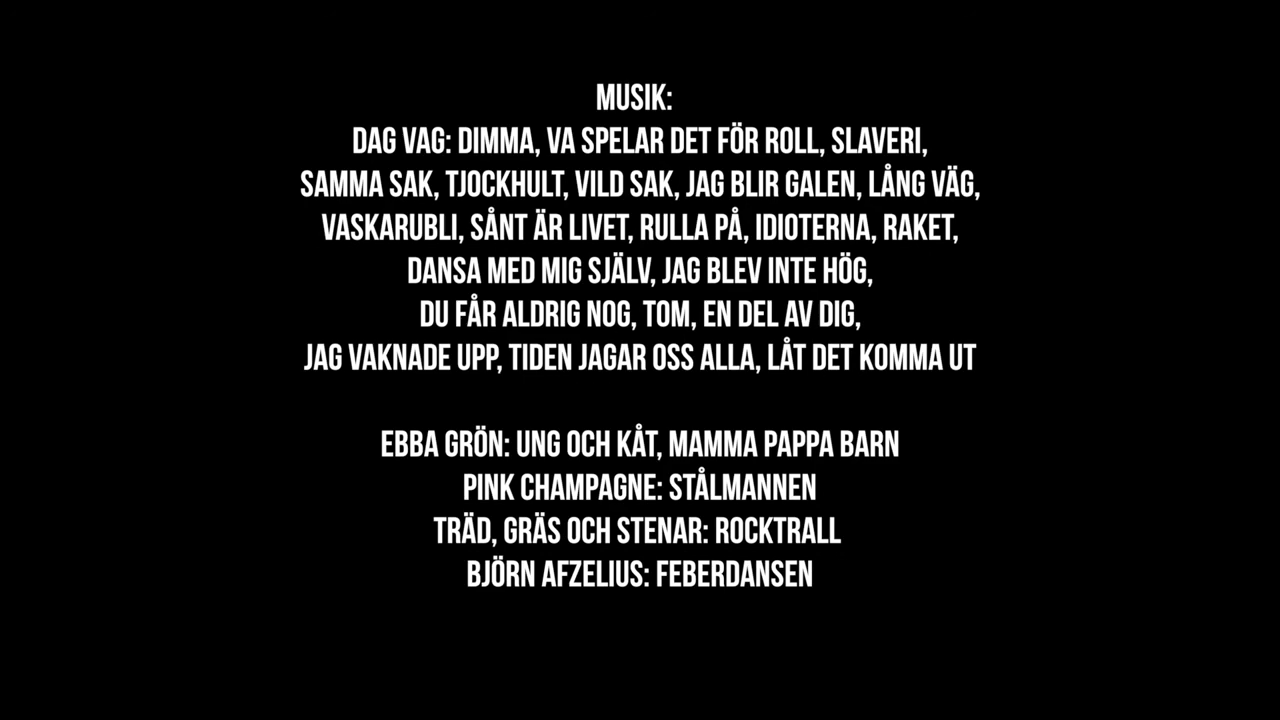 MUSIK:
DAG VAG: DIMMA, VA SPELAR DET FÖR ROLL, SLAVERI,
SAMMA SAK, TJOCKHULT, VILD SAK, JAG BLIR GALEN, LÅNG VÄG,
VASKARUBLI, SÅNT ÄR LIVET, RULLA PÅ, IDIOTERNA, RAKET,
DANSA MED MIG SJÄLV, JAG BLEV INTE HÖG,
DU FÅR ALDRIG NOG, TOM, EN DEL AV DIG,
JAG VAKNADE UPP, TIDEN JAGAR OSS ALLA, LÅT DET KOMMA UT
EBBA GRÖN: UNG OCH KÅT, MAMMA PAPPA BARN
PINK CHAMPAGNE: STÅLMANNEN
TRÄD, GRÄS OCH STENAR: ROCKTRALL
BJÖRN AFZELIUS: FEBERDANSEN